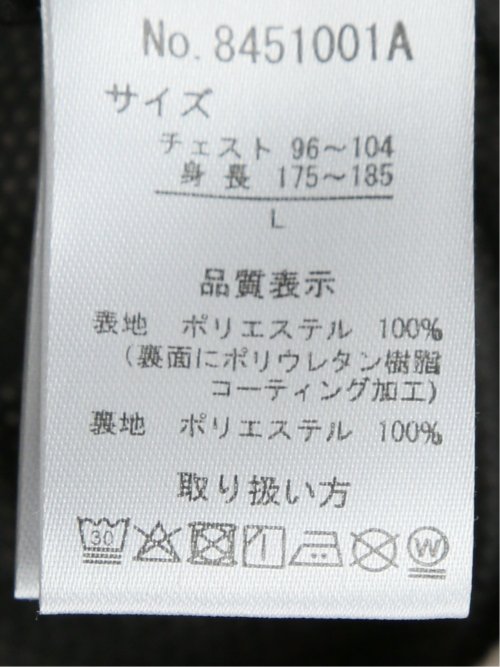 No. 8451001A
サイズ
チェスト 96～104
身長 175～185
L
品質表示
表地 ポリエステル 100%
(裏面にポリウレタン樹脂
コーティング加工)
裏地 ポリエステル 100%
取り扱い方
30 W